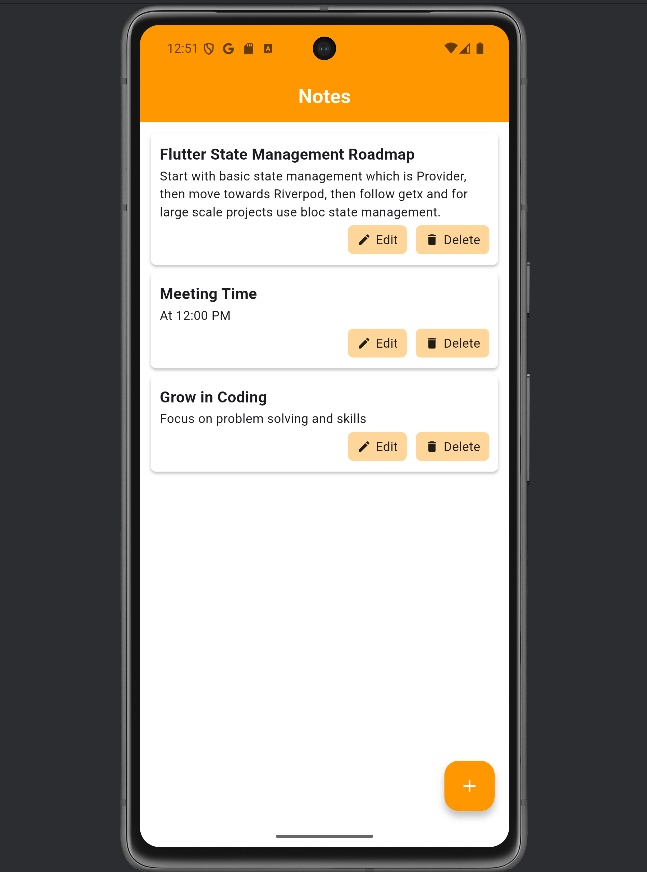 12:51
Notes
Flutter State Management Roadmap
Start with basic state management which is Provider,
then move towards Riverpod, then follow getx and for
large scale projects use bloc state management.
Edit Delete
Meeting Time
At 12:00 PM
Edit Delete
Grow in Coding
Focus on problem solving and skills
Edit Delete